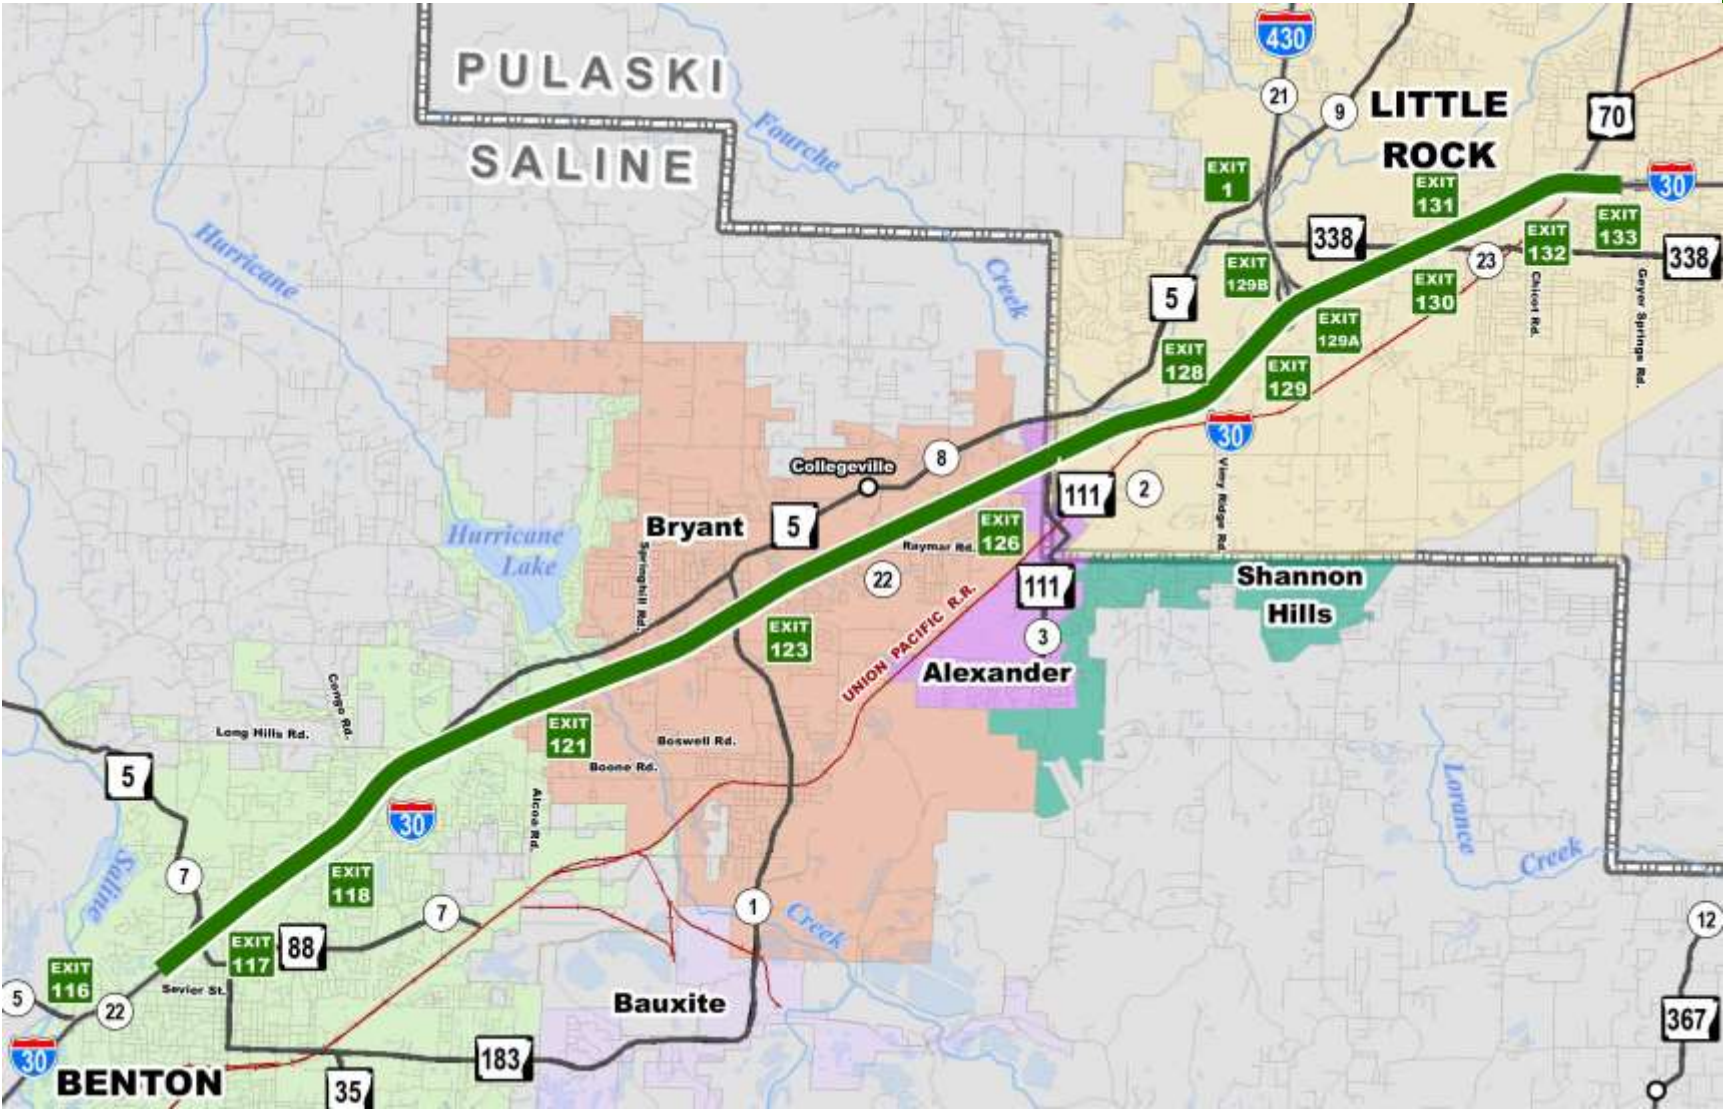 PULASKI
SALINE
430
21
9
LITTLE
ROCK
70
30
EXIT
1
EXIT
131
338
EXIT
132
EXIT
133
338
23
Fourche
Creek
Hurricane
EXIT
129B
EXIT
130
5
EXIT
129A
EXIT
128
EXIT
129
Chicot Rd.
Geyer Springs Rd.
30
Collegeville
8
111
2
Vimy Ridge Rd
Bryant
5
Hurricane
Lake
Springhill Rd.
Raymar Rd.
EXIT
126
22
111
Shannon
Hills
3
UNION PACIFIC R.R.
Alexander
EXIT
123
Congo Rd.
Long Hills Rd.
EXIT
121
Boswell Rd.
Boone Rd.
5
30
Alcoa Rd.
Lorance
Creek
Saline
7
EXIT
118
7
1
Creek
12
EXIT
117
88
EXIT
116
Sevier St.
5
22
Bauxite
367
30
BENTON
183
35